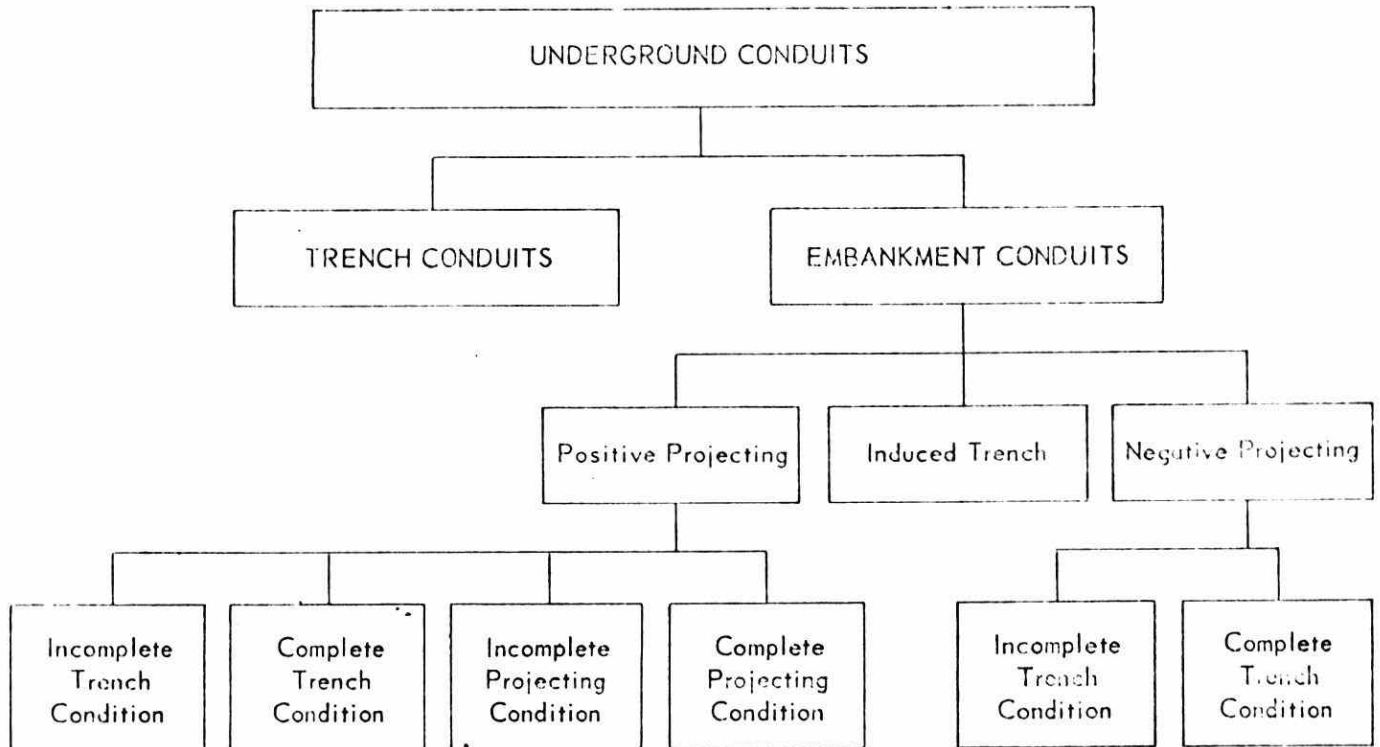 UNDERGROUND CONDUITS
TRENCH CONDUITS
EMBANKMENT CONDUITS
Positive Projecting
Induced Trench
Negative Projecting
Incomplete
Trench
Condition
Complete
Trench
Condition
Incomplete
Projecting
Condition
Complete
Projecting
Condition
Incomplete
Trench
Condition
Complete
Trench
Condition